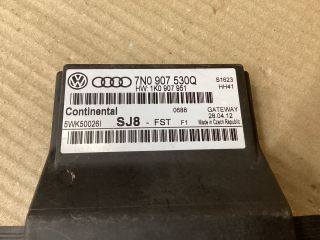 7N0 907 530Q
S1623
HW: 1K0 907 951
HH41
Continental
0688
GATEWAY
28.04.12
5WK50026I
SJ8 - FST F1
Made in Czech Republic